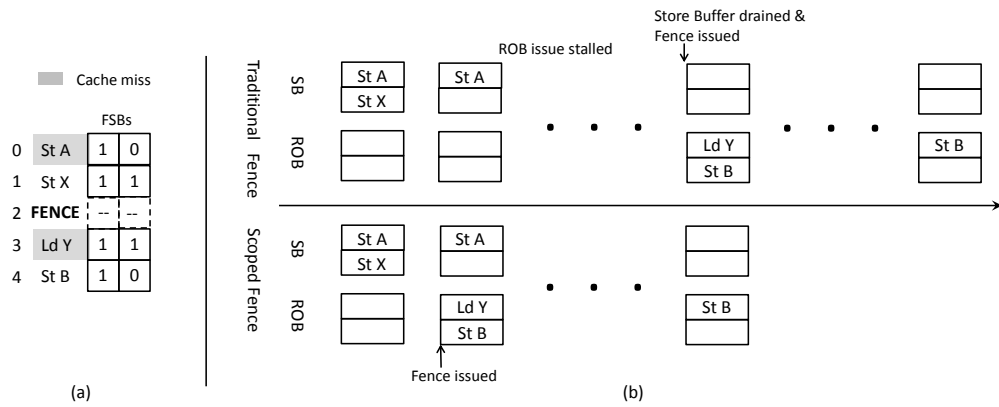 Cache miss
FSBs
0 St A 1 0
1 St X 1 1
2 FENCE -- --
3 Ld Y 1 1
4 St B 1 0
(a)
Store Buffer drained &
Fence issued
ROB issue stalled
Traditional Fence
SB
St A St A
St X
ROB
Ld Y St B
St B
Scoped Fence
SB
St A St A
St X
ROB
Ld Y St B
St B
Fence issued
(b)